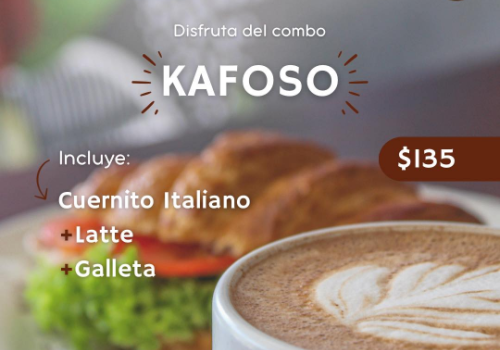 Disfruta del combo
KAFOSO
Incluye:
$135
Cuernito Italiano
+Latte
+Galleta